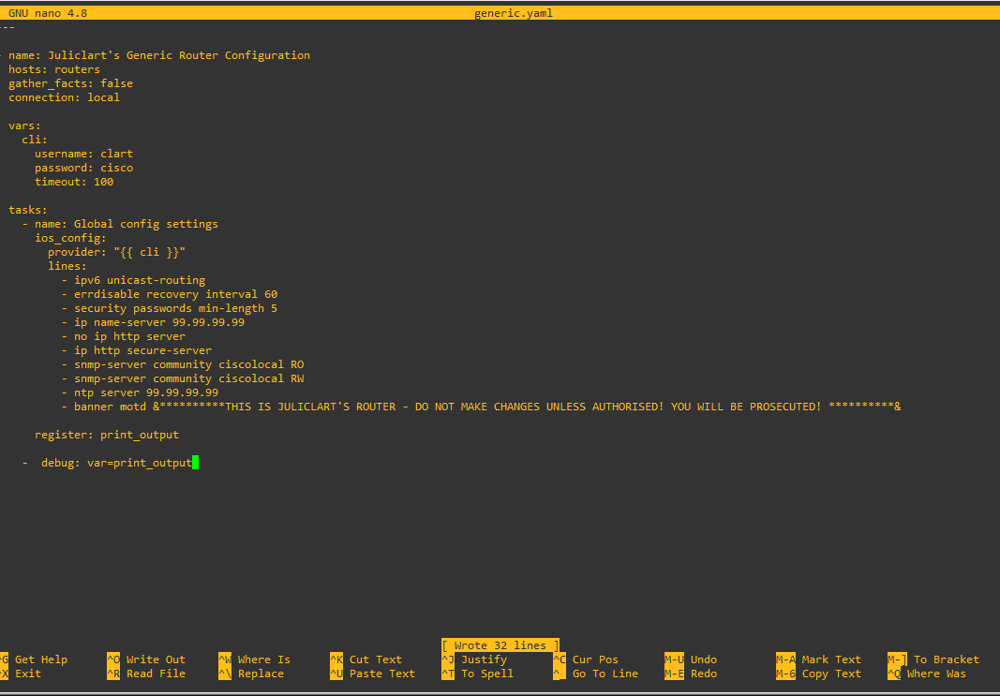 GNU nano 4.8 generic.yaml
---
- name: Juliclart's Generic Router Configuration
hosts: routers
gather_facts: false
connection: local
vars:
cli:
username: clart
password: cisco
timeout: 100
tasks:
- name: Global config settings
ios_config:
provider: "{{ cli }}"
lines:
- ipv6 unicast-routing
- errdisable recovery interval 60
- security passwords min-length 5
- ip name-server 99.99.99.99
- no ip http server
- ip http secure-server
- snmp-server community ciscolocal RO
- snmp-server community ciscolocal RW
- ntp server 99.99.99.99
- banner motd &**********THIS IS JULICLART'S ROUTER - DO NOT MAKE CHANGES UNLESS AUTHORISED! YOU WILL BE PROSECUTED! **********&
register: print_output
- debug: var=print_output
[ Wrote 32 lines ]
^G Get Help ^O Write Out ^W Where Is ^K Cut Text ^J Justify ^C Cur Pos M-U Undo M-A Mark Text M-] To Bracket
^X Exit ^R Read File ^\ Replace ^U Paste Text ^T To Spell ^_ Go To Line M-E Redo M-6 Copy Text ^Q Where Was